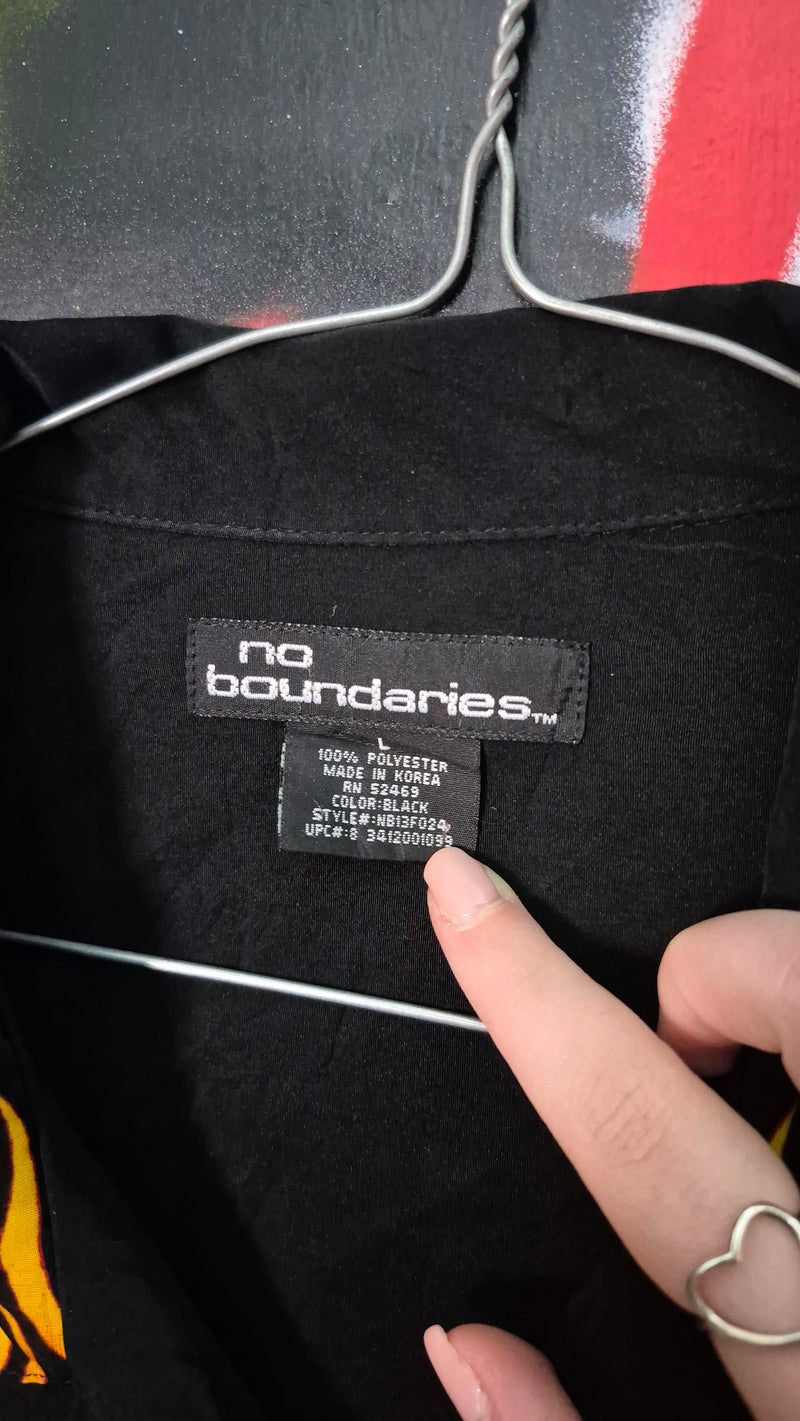 no
boundaries™
L
100% POLYESTER
MADE IN KOREA
RN 52469
COLOR:BLACK
STYLE#:NB13F024
UPC#:8 3412001099